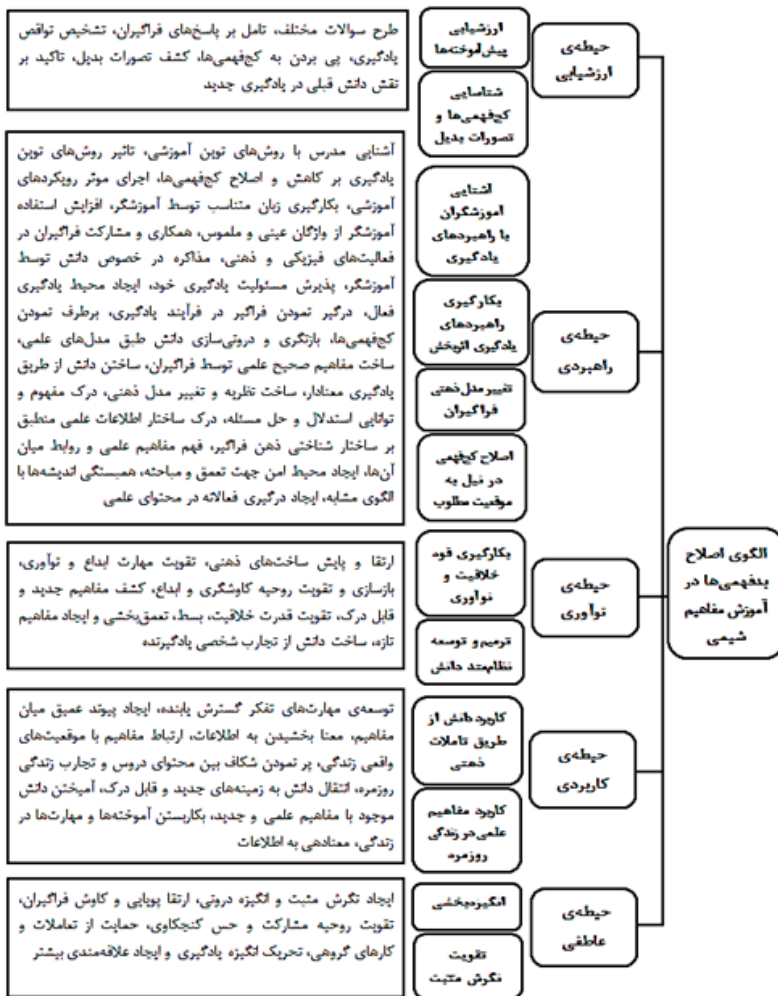 الگوی اصلاح
بدفهمی‌ها در
آموزش مفاهیم
شیمی
حیطه‌ی
ارزشیابی
ارزشیابی
پیش‌آموخته‌ها
شناسایی
کج‌فهمی‌ها و
تصورات بدیل
طرح سوالات مختلف، تامل بر پاسخ‌های فراگیران، تشخیص نواقص
یادگیری، پی بردن به کج‌فهمی‌ها، کشف تصورات بدیل، تاکید بر
نقش دانش قبلی در یادگیری جدید
حیطه‌ی
راهبردی
آشنایی
آموزشگران
با راهبردهای
یادگیری
بکارگیری
راهبردهای
یادگیری اثربخش
تغییر مدل ذهنی
فراگیران
اصلاح کج‌فهمی
در نیل به
موقعیت مطلوب
آشنایی مدرس با روش‌های نوین آموزشی، تاثیر روش‌های نوین
یادگیری بر کاهش و اصلاح کج‌فهمی‌ها، اجرای موثر رویکردهای
آموزشی، بکارگیری زبان متناسب توسط آموزشگر، افزایش استفاده
آموزشگر از واژگان عینی و ملموس، همکاری و مشارکت فراگیران در
فعالیت‌های فیزیکی و ذهنی، مذاکره در خصوص دانش توسط
آموزشگر، پذیرش مسئولیت یادگیری خود، ایجاد محیط یادگیری
فعال، درگیر نمودن فراگیر در فرآیند یادگیری، برطرف نمودن
کج‌فهمی‌ها، بازنگری و درونی‌سازی دانش طبق مدل‌های علمی،
ساخت مفاهیم صحیح علمی توسط فراگیران، ساختن دانش از طریق
یادگیری معنادار، ساخت نظریه و تغییر مدل ذهنی، درک مفهوم و
توانایی استدلال و حل مسئله، درک ساختار اطلاعات علمی منطبق
بر ساختار شناختی ذهن فراگیر، فهم مفاهیم علمی و روابط میان
آن‌ها، ایجاد محیط امن جهت تعمق و مباحثه، همبستگی اندیشه‌ها با
الگوی مشابه، ایجاد درگیری فعالانه در محتوای علمی
حیطه‌ی
نوآوری
بکارگیری قوه
خلاقیت و
نوآوری
ترمیم و توسعه
نظام‌مند دانش
ارتقا و پایش ساخت‌های ذهنی، تقویت مهارت ابداع و نوآوری،
بازسازی و تقویت روحیه کاوشگری و ابداع، کشف مفاهیم جدید و
قابل درک، تقویت قدرت خلاقیت، بسط، تعمق‌بخشی و ایجاد مفاهیم
تازه، ساخت دانش از تجارب شخصی یادگیرنده
حیطه‌ی
کاربردی
کاربرد دانش از
طریق تاملات
ذهنی
کاربرد مفاهیم
علمی در زندگی
روزمره
توسعه‌ی مهارت‌های تفکر گسترش یابنده، ایجاد پیوند عمیق میان
مفاهیم، معنا بخشیدن به اطلاعات، ارتباط مفاهیم با موقعیت‌های
واقعی زندگی، پر نمودن شکاف بین محتوای دروس و تجارب زندگی
روزمره، انتقال دانش به زمینه‌های جدید و قابل درک، آمیختن دانش
موجود با مفاهیم علمی و جدید، بکاربستن آموخته‌ها و مهارت‌ها در
زندگی، معنادهی به اطلاعات
حیطه‌ی
عاطفی
انگیزه‌بخشی
تقویت
نگرش مثبت
ایجاد نگرش مثبت و انگیزه درونی، ارتقا پویایی و کاوش فراگیران،
تقویت روحیه مشارکت و حس کنجکاوی، حمایت از تعاملات و
کارهای گروهی، تحریک انگیزه یادگیری و ایجاد علاقه‌مندی بیشتر